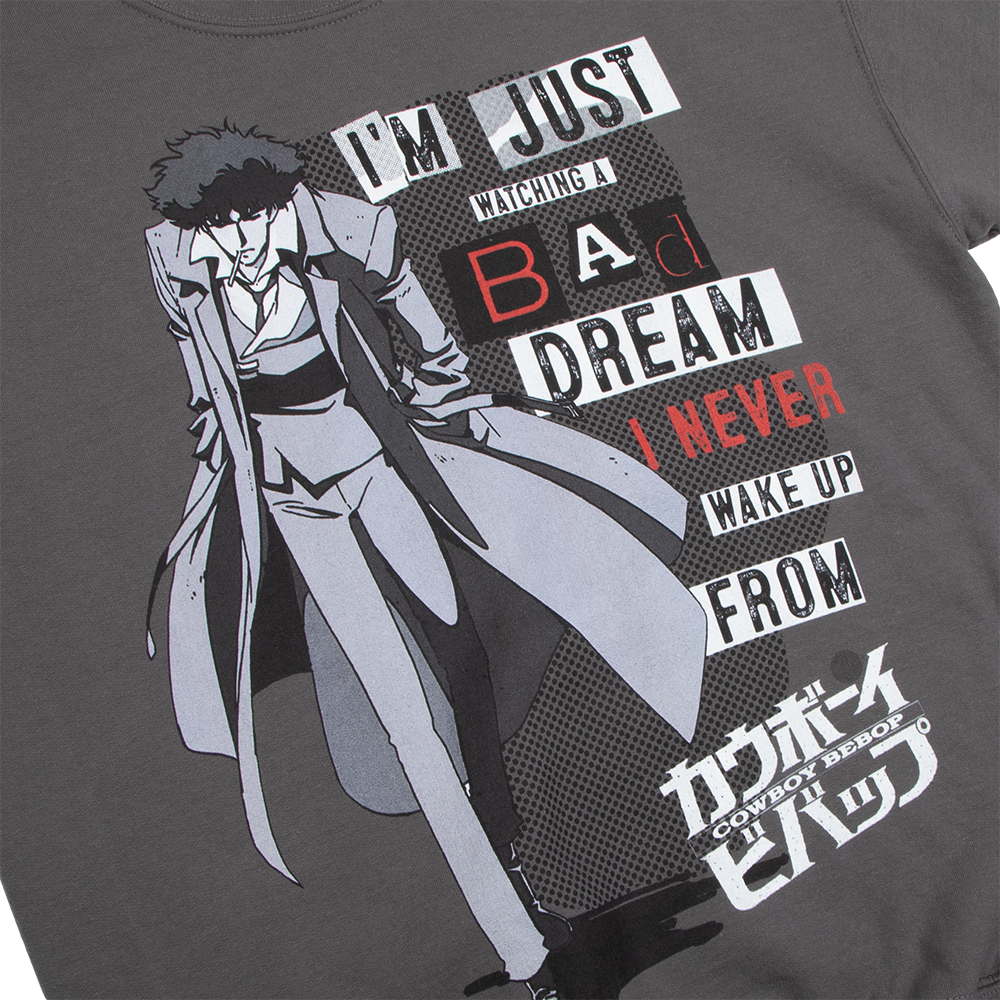 I'M JUST
WATCHING A
BAd
DREAM
I NEVER
WAKE UP
FROM
カウボーイ
COWBOY BEBOP
ビバップ